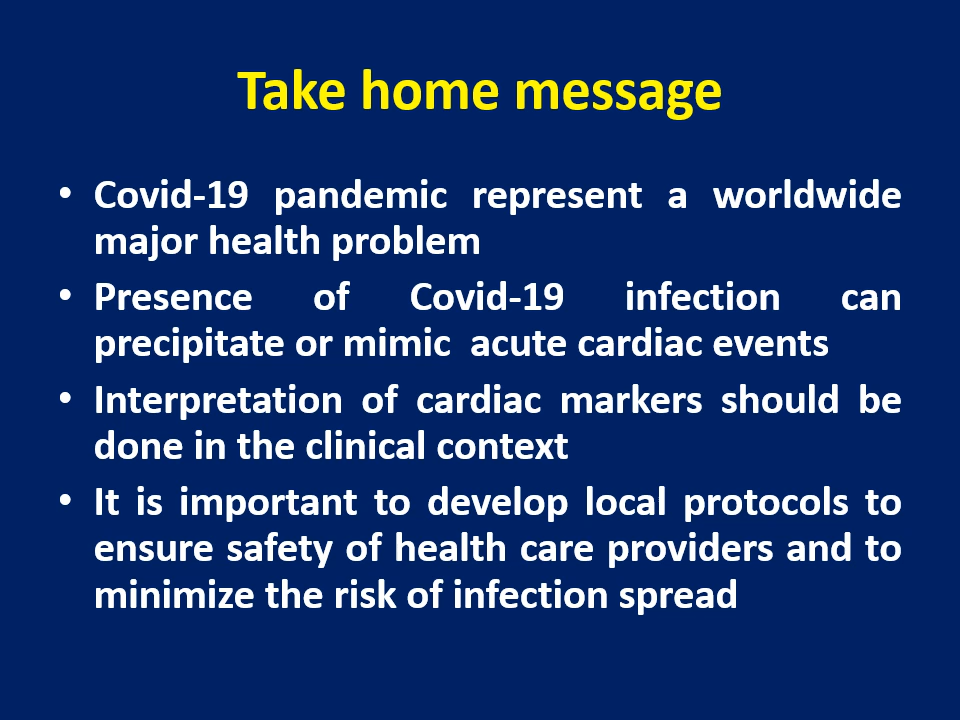 Take home message
• Covid-19 pandemic represent a worldwide
major health problem
• Presence of Covid-19 infection can
precipitate or mimic  acute cardiac events
• Interpretation of cardiac markers should be
done in the clinical context
• It is important to develop local protocols to
ensure safety of health care providers and to
minimize the risk of infection spread